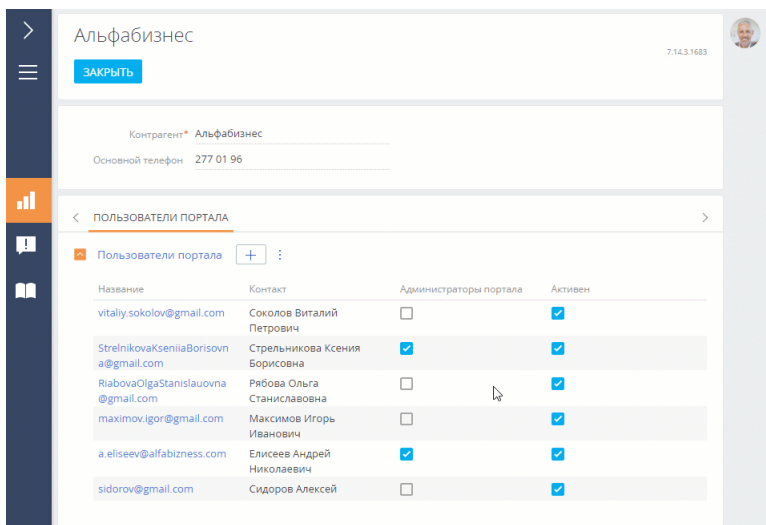 Альфабизнес
7.14.3.1683
ЗАКРЫТЬ
Контрагент* Альфабизнес
Основной телефон 277 01 96
ПОЛЬЗОВАТЕЛИ ПОРТАЛА
Пользователи портала
Название Контакт Администраторы портала Активен
vitaliy.sokolov@gmail.com Соколов Виталий
Петрович
StrelnikovaKseniiaBorisovn Стрельникова Ксения
a@gmail.com Борисовна
RiabovaOlgaStanislauovna Рябова Ольга
@gmail.com Станиславовна
maximov.igor@gmail.com Максимов Игорь
Иванович
a.eliseev@alfabizness.com Елисеев Андрей
Николаевич
sidorov@gmail.com Сидоров Алексей